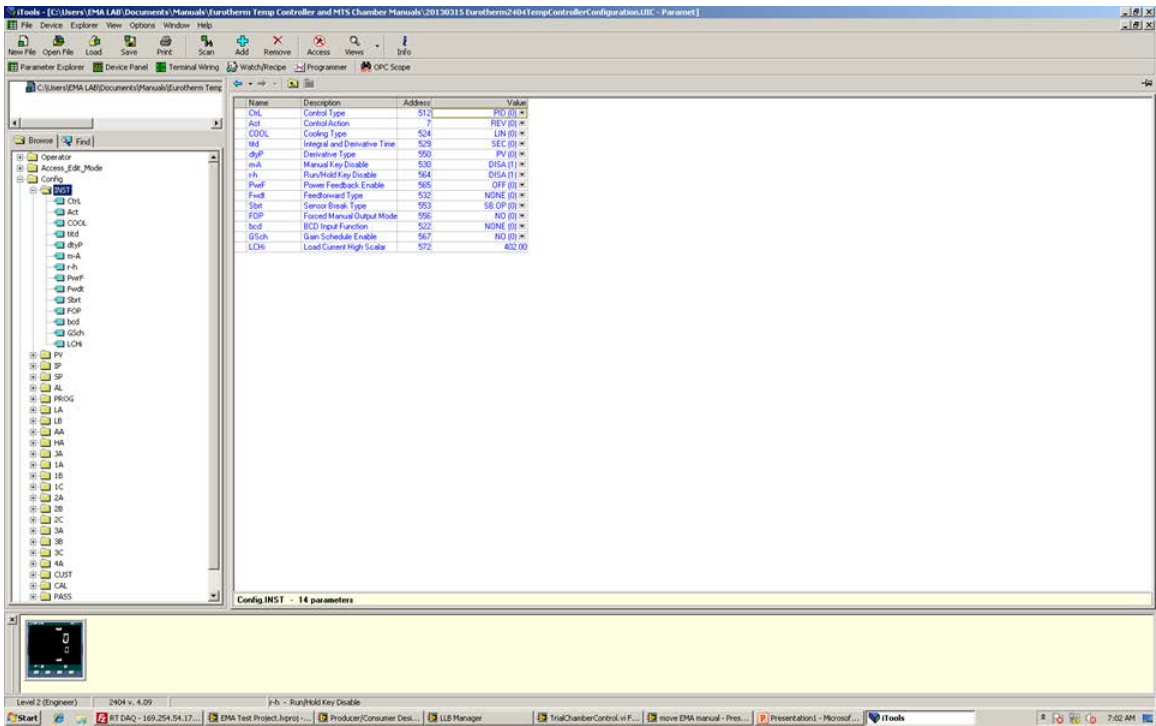 iTools - [C:\Users\EMA LAB\Documents\Manuals\Eurotherm Temp Controller and MTS Chamber Manuals\20130315 Eurotherm2404TempControllerConfiguration.UIC - Paramet]
File Device Explorer View Options Window Help
New File Open File Load Save Print Scan Add Remove Access Views Info
Parameter Explorer Device Panel Terminal Wiring Watch/Recipe Programmer OPC Scope
C:\Users\EMA LAB\Documents\Manuals\Eurotherm Temp
Browse Find
Operator
Access_Edit_Mode
Config
INST
CtrL
Act
COOL
titd
dtyP
m-A
r-h
PwrF
Fwdt
Sbrt
FOP
bcd
GSch
LCHi
PV
IP
SP
AL
PROG
LA
LB
AA
HA
JA
1A
1B
1C
2A
2B
2C
3A
3B
3C
4A
CUST
CAL
PASS
Name Description Address Value
CtrL Control Type 512 PID (0)
Act Control Action 7 REV (0)
COOL Cooling Type 524 LIN (0)
titd Integral and Derivative Time 529 SEC (0)
dtyP Derivative Type 550 PV (0)
m-A Manual Key Disable 530 DISA (1)
r-h Run/Hold Key Disable 564 DISA (1)
PwrF Power Feedback Enable 565 OFF (0)
Fwdt Feedforward Type 532 NONE (0)
Sbrt Sensor Break Type 553 SB.OP (0)
FOP Forced Manual Output Mode 556 NO (0)
bcd BCD Input Function 522 NONE (0)
GSch Gain Schedule Enable 567 NO (0)
LCHi Load Current High Scalar 572 402.00
Config.INST - 14 parameters
Level 2 (Engineer) 2404 v. 4.09 r-h - Run/Hold Key Disable
Start RT DAQ - 169.254.54.17... EMA Test Project.lvproj -... Producer/Consumer Desi... LLB Manager TrialChamberControl.vi F... move EMA manual - Pres... Presentation1 - Microsof... iTools 7:02 AM